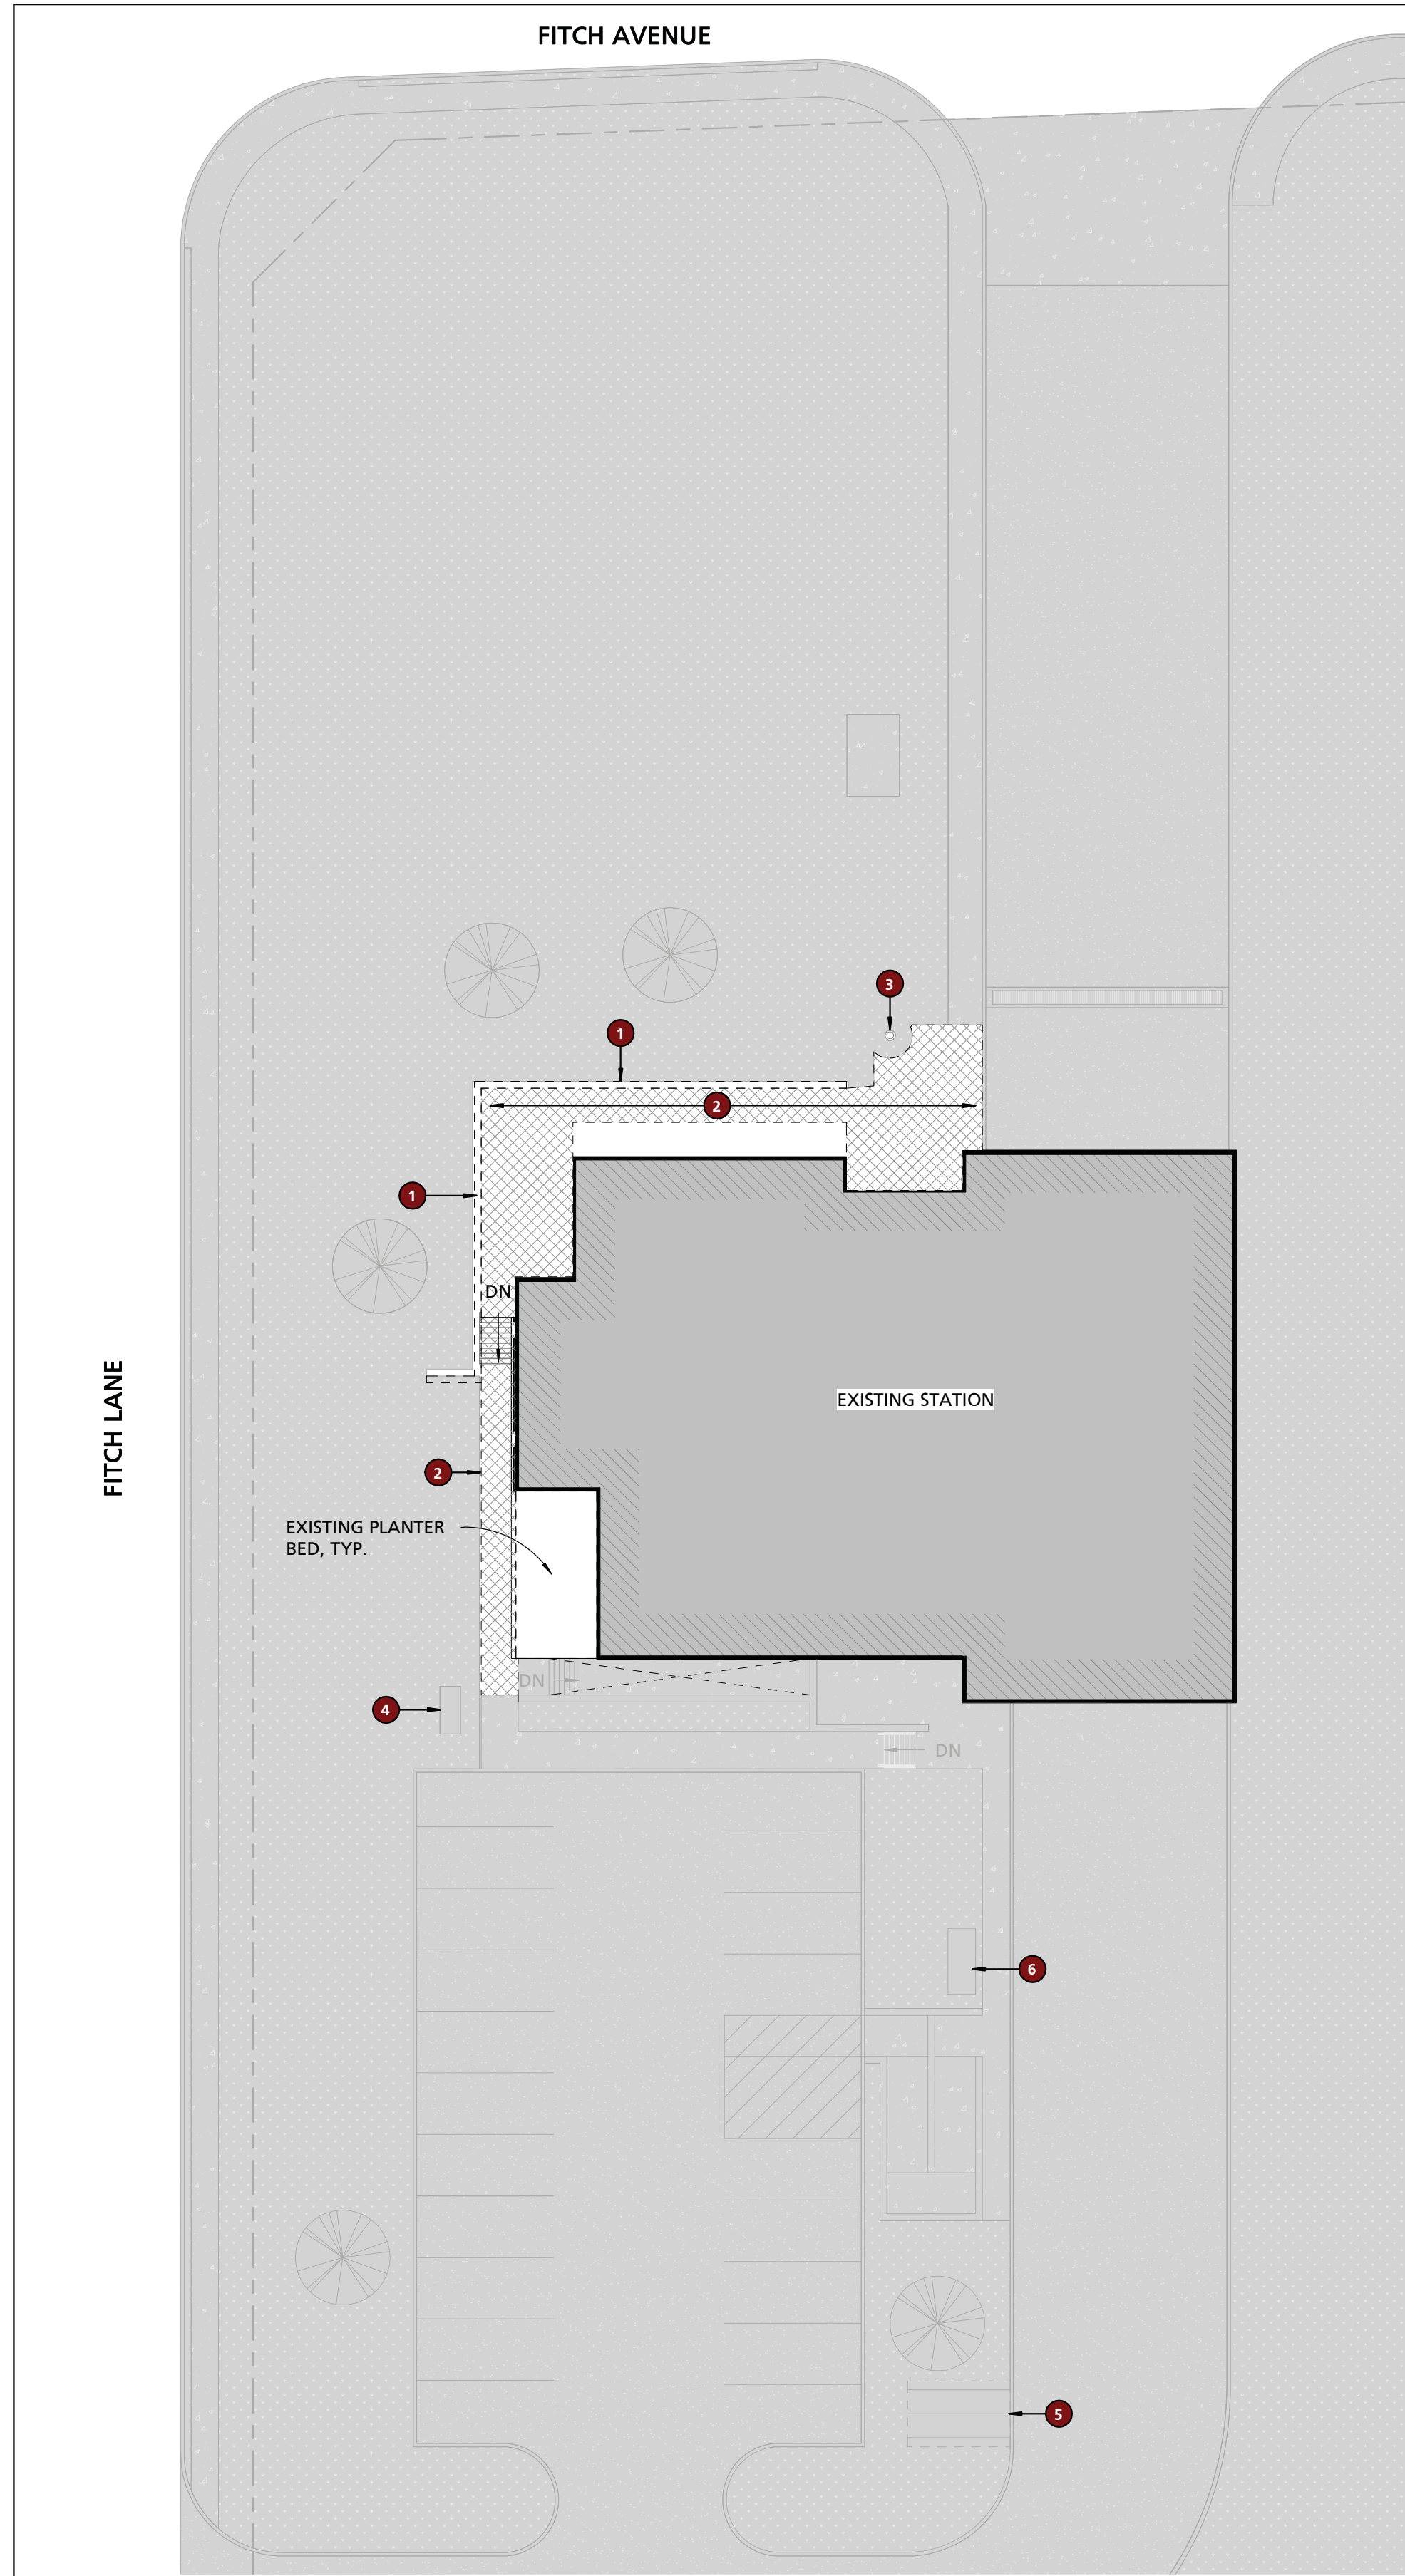 FITCH AVENUE
3
1
2
1
DN
EXISTING STATION
FITCH LANE
2
EXISTING PLANTER
BED, TYP.
DN
4
DN
6
5